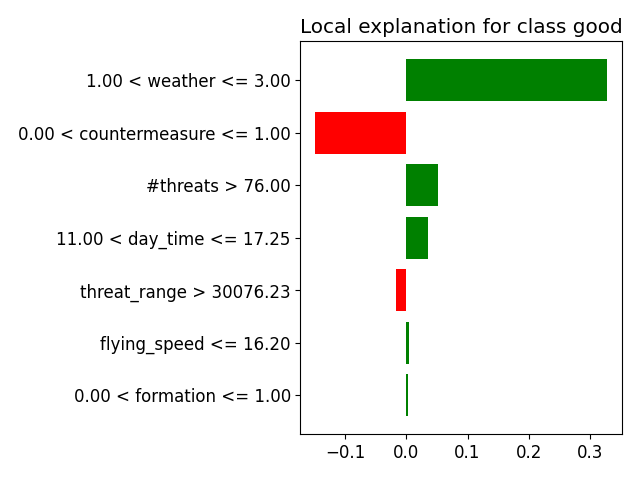 Local explanation for class good
1.00 < weather <= 3.00
0.00 < countermeasure <= 1.00
#threats > 76.00
11.00 < day_time <= 17.25
threat_range > 30076.23
flying_speed <= 16.20
0.00 < formation <= 1.00
−0.1 0.0 0.1 0.2 0.3